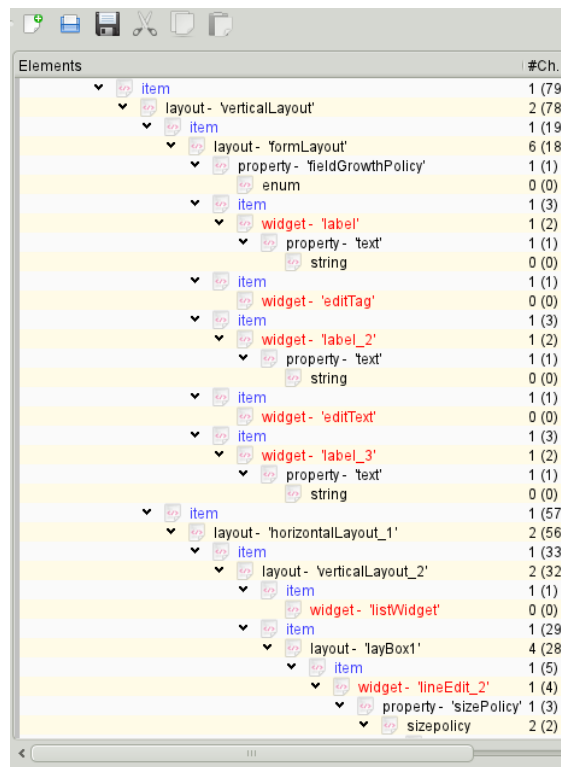 Elements #Ch.
item 1 (79
layout - 'verticalLayout' 2 (78
item 1 (19
layout - 'formLayout' 6 (18
property - 'fieldGrowthPolicy' 1 (1)
enum 0 (0)
item 1 (3)
widget - 'label' 1 (2)
property - 'text' 1 (1)
string 0 (0)
item 1 (1)
widget - 'editTag' 0 (0)
item 1 (3)
widget - 'label_2' 1 (2)
property - 'text' 1 (1)
string 0 (0)
item 1 (1)
widget - 'editText' 0 (0)
item 1 (3)
widget - 'label_3' 1 (2)
property - 'text' 1 (1)
string 0 (0)
item 1 (57
layout - 'horizontalLayout_1' 2 (56
item 1 (33
layout - 'verticalLayout_2' 2 (32
item 1 (1)
widget - 'listWidget' 0 (0)
item 1 (29
layout - 'layBox1' 4 (28
item 1 (5)
widget - 'lineEdit_2' 1 (4)
property - 'sizePolicy' 1 (3)
sizepolicy 2 (2)